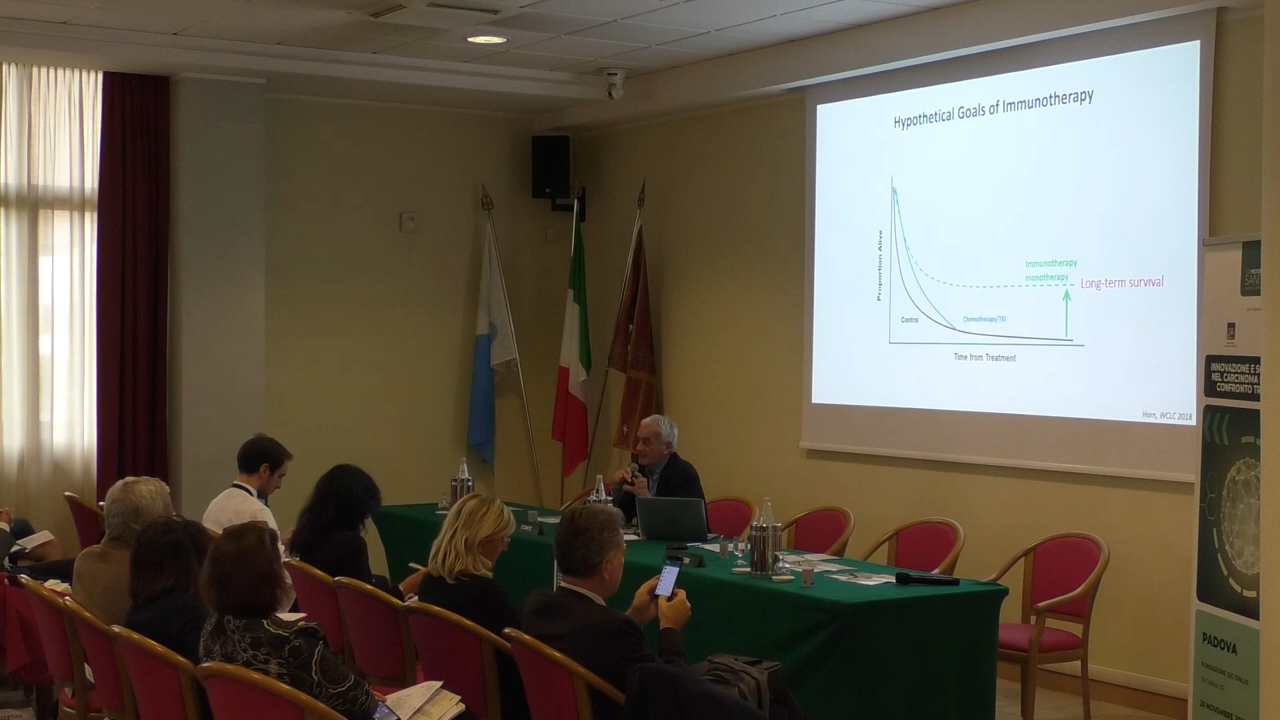 Hypothetical Goals of Immunotherapy
Proportion Alive
Immunotherapy
monotherapy
Long-term survival
Control
Chemotherapy/TKI
Time from Treatment
Horn, WCLC 2018
INNOVAZIONE E S
NEL CARCINOMA
CONFRONTO TR
PADOVA